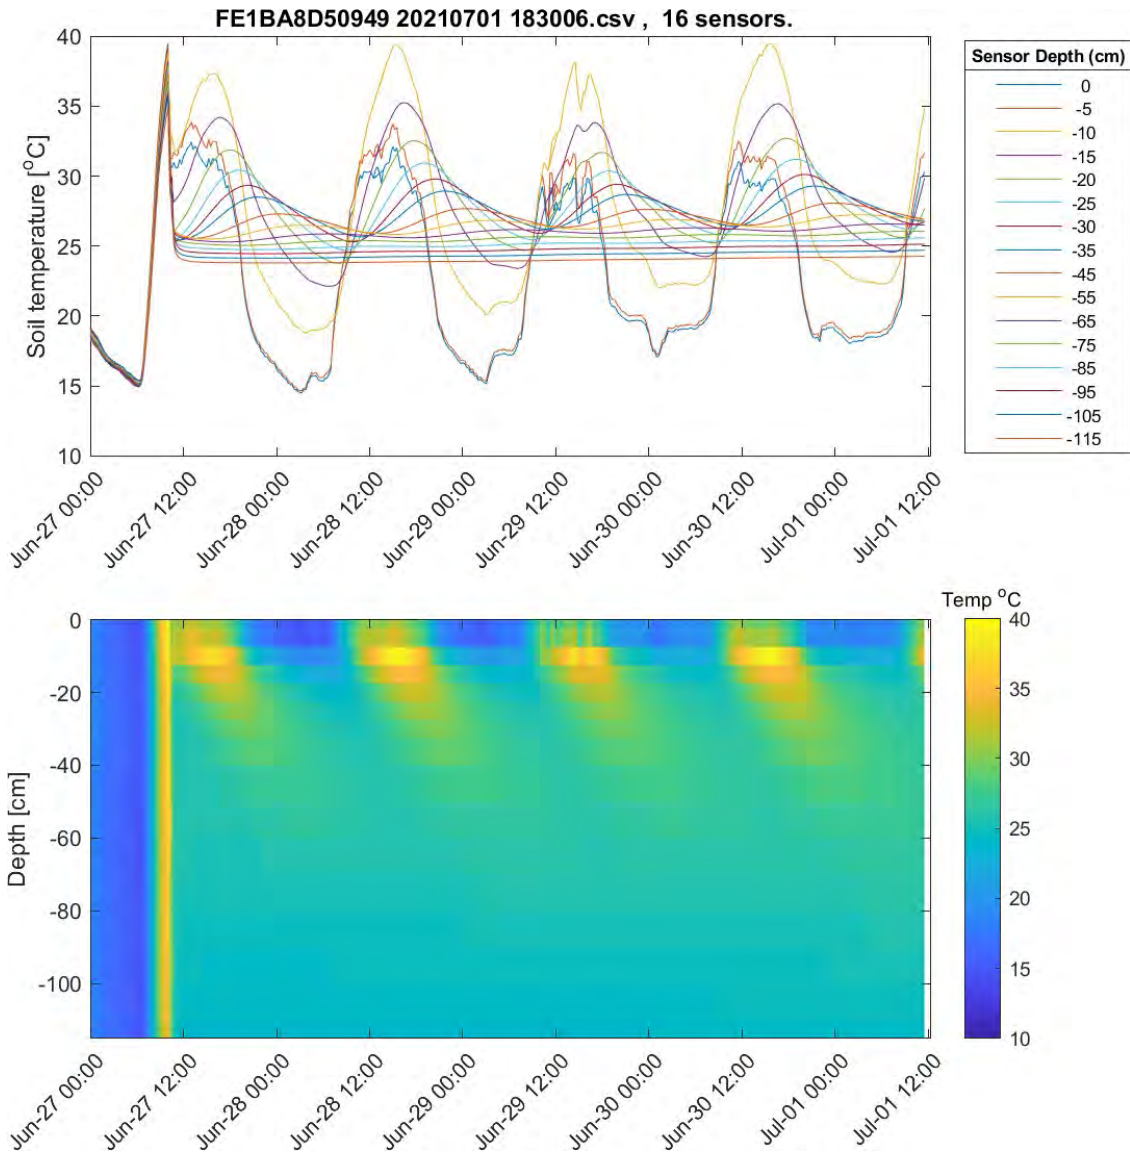 FE1BA8D50949 20210701 183006.csv , 16 sensors.
Soil temperature [°C]
40
35
30
25
20
15
10
Jun-27 00:00
Jun-27 12:00
Jun-28 00:00
Jun-28 12:00
Jun-29 00:00
Jun-29 12:00
Jun-30 00:00
Jun-30 12:00
Jul-01 00:00
Jul-01 12:00
Sensor Depth (cm)
0
-5
-10
-15
-20
-25
-30
-35
-45
-55
-65
-75
-85
-95
-105
-115
Depth [cm]
0
-20
-40
-60
-80
-100
Jun-27 00:00
Jun-27 12:00
Jun-28 00:00
Jun-28 12:00
Jun-29 00:00
Jun-29 12:00
Jun-30 00:00
Jun-30 12:00
Jul-01 00:00
Jul-01 12:00
Temp °C
40
35
30
25
20
15
10